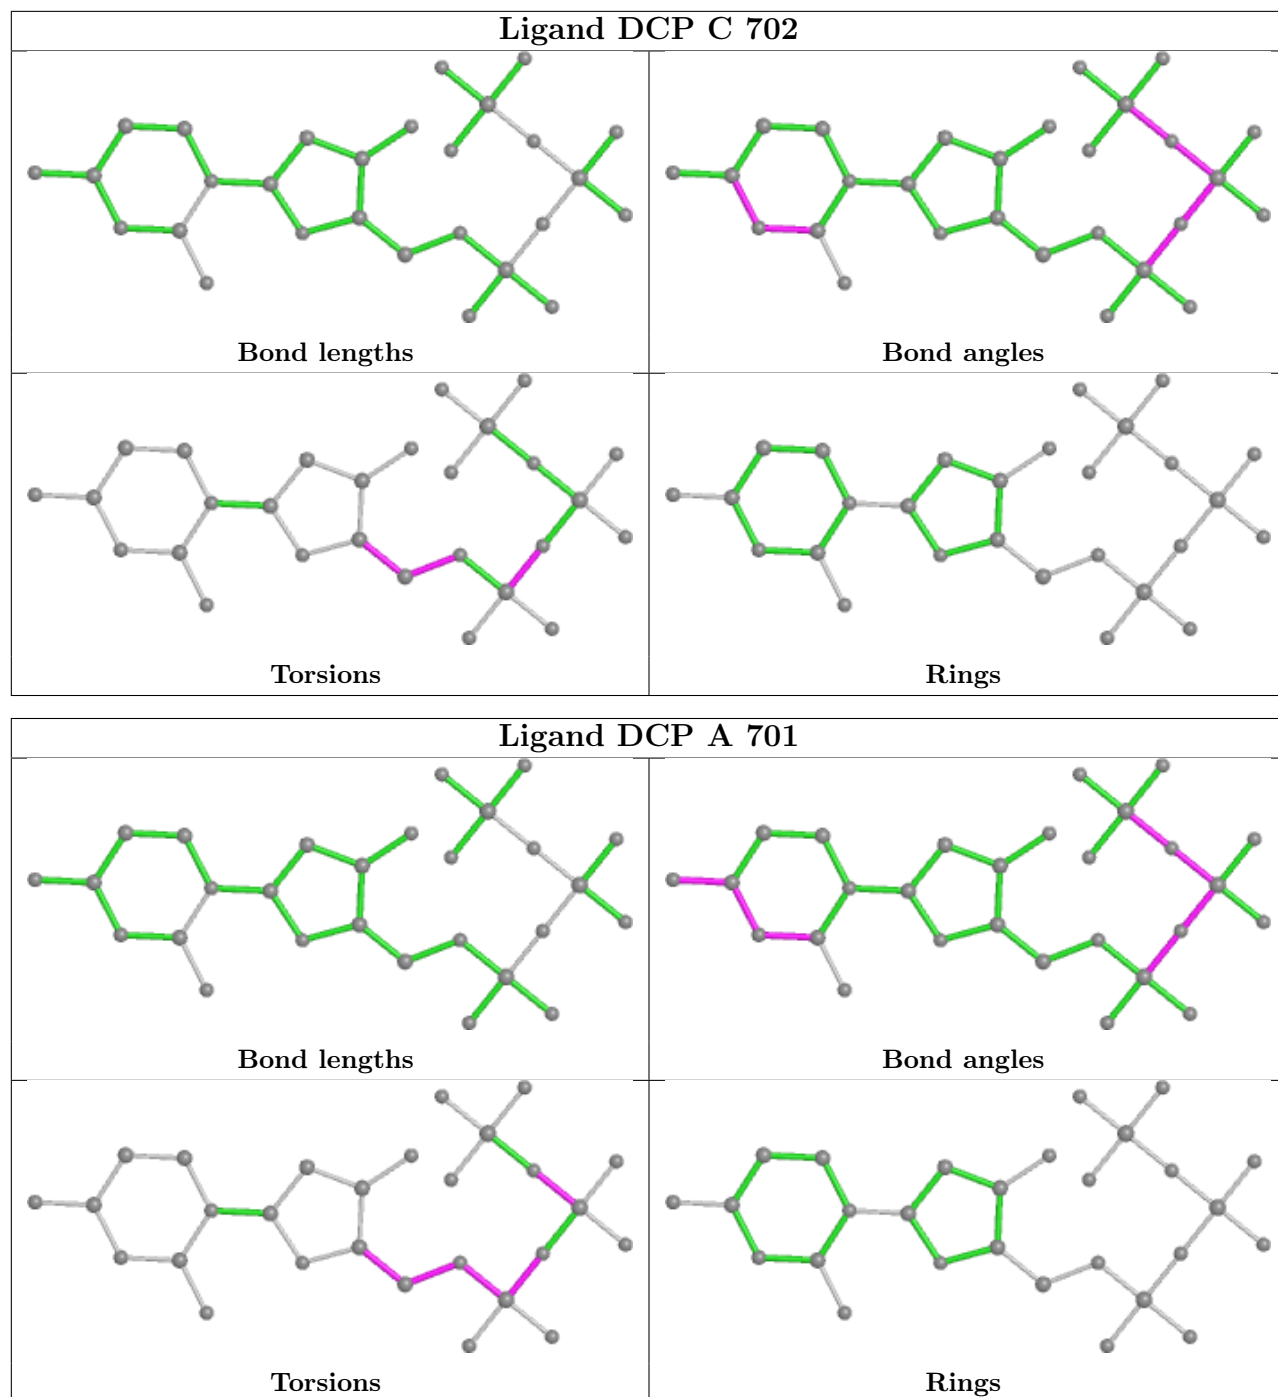 Ligand DCP C 702
Bond lengths
Bond angles
Torsions
Rings
Ligand DCP A 701
Bond lengths
Bond angles
Torsions
Rings